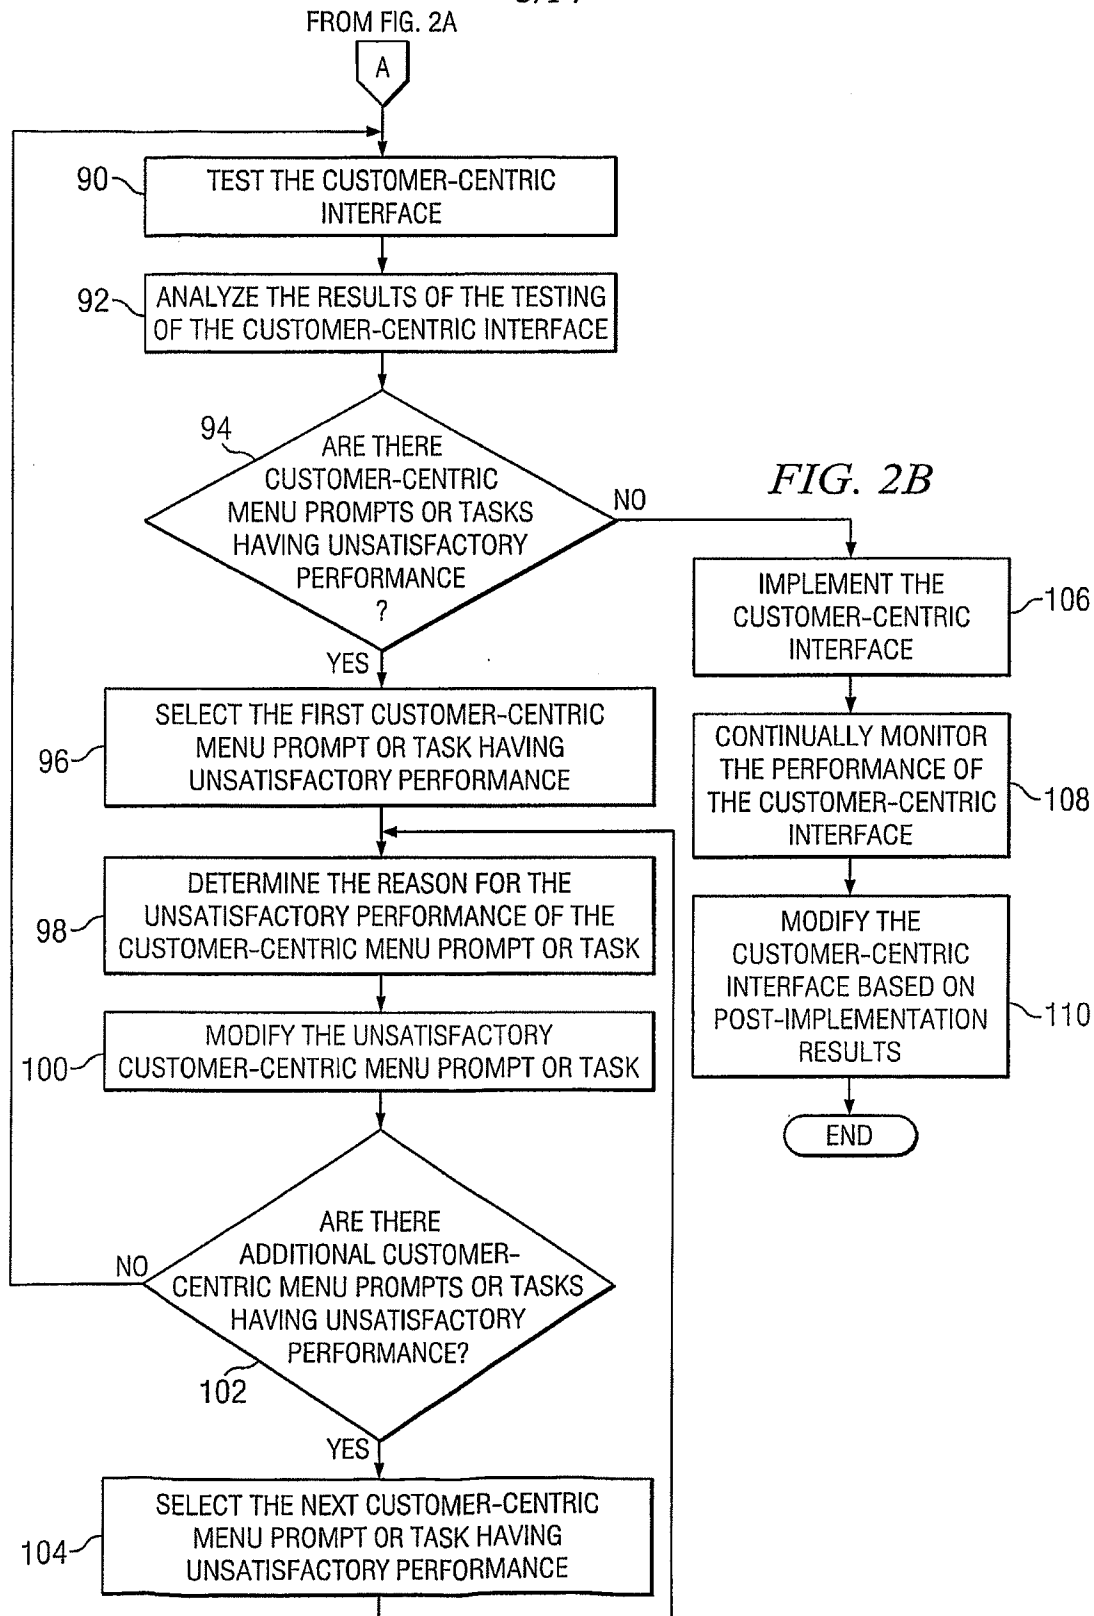 FROM FIG. 2A
A
90
TEST THE CUSTOMER-CENTRIC
INTERFACE
92
ANALYZE THE RESULTS OF THE TESTING
OF THE CUSTOMER-CENTRIC INTERFACE
94
ARE THERE
CUSTOMER-CENTRIC
MENU PROMPTS OR TASKS
HAVING UNSATISFACTORY
PERFORMANCE
?
NO
YES
FIG. 2B
96
SELECT THE FIRST CUSTOMER-CENTRIC
MENU PROMPT OR TASK HAVING
UNSATISFACTORY PERFORMANCE
98
DETERMINE THE REASON FOR THE
UNSATISFACTORY PERFORMANCE OF THE
CUSTOMER-CENTRIC MENU PROMPT OR TASK
100
MODIFY THE UNSATISFACTORY
CUSTOMER-CENTRIC MENU PROMPT OR TASK
NO
ARE THERE
ADDITIONAL CUSTOMER-
CENTRIC MENU PROMPTS OR TASKS
HAVING UNSATISFACTORY
PERFORMANCE?
102
YES
104
SELECT THE NEXT CUSTOMER-CENTRIC
MENU PROMPT OR TASK HAVING
UNSATISFACTORY PERFORMANCE
IMPLEMENT THE
CUSTOMER-CENTRIC
INTERFACE
106
CONTINUALLY MONITOR
THE PERFORMANCE OF
THE CUSTOMER-CENTRIC
INTERFACE
108
MODIFY THE
CUSTOMER-CENTRIC
INTERFACE BASED ON
POST-IMPLEMENTATION
RESULTS
110
END